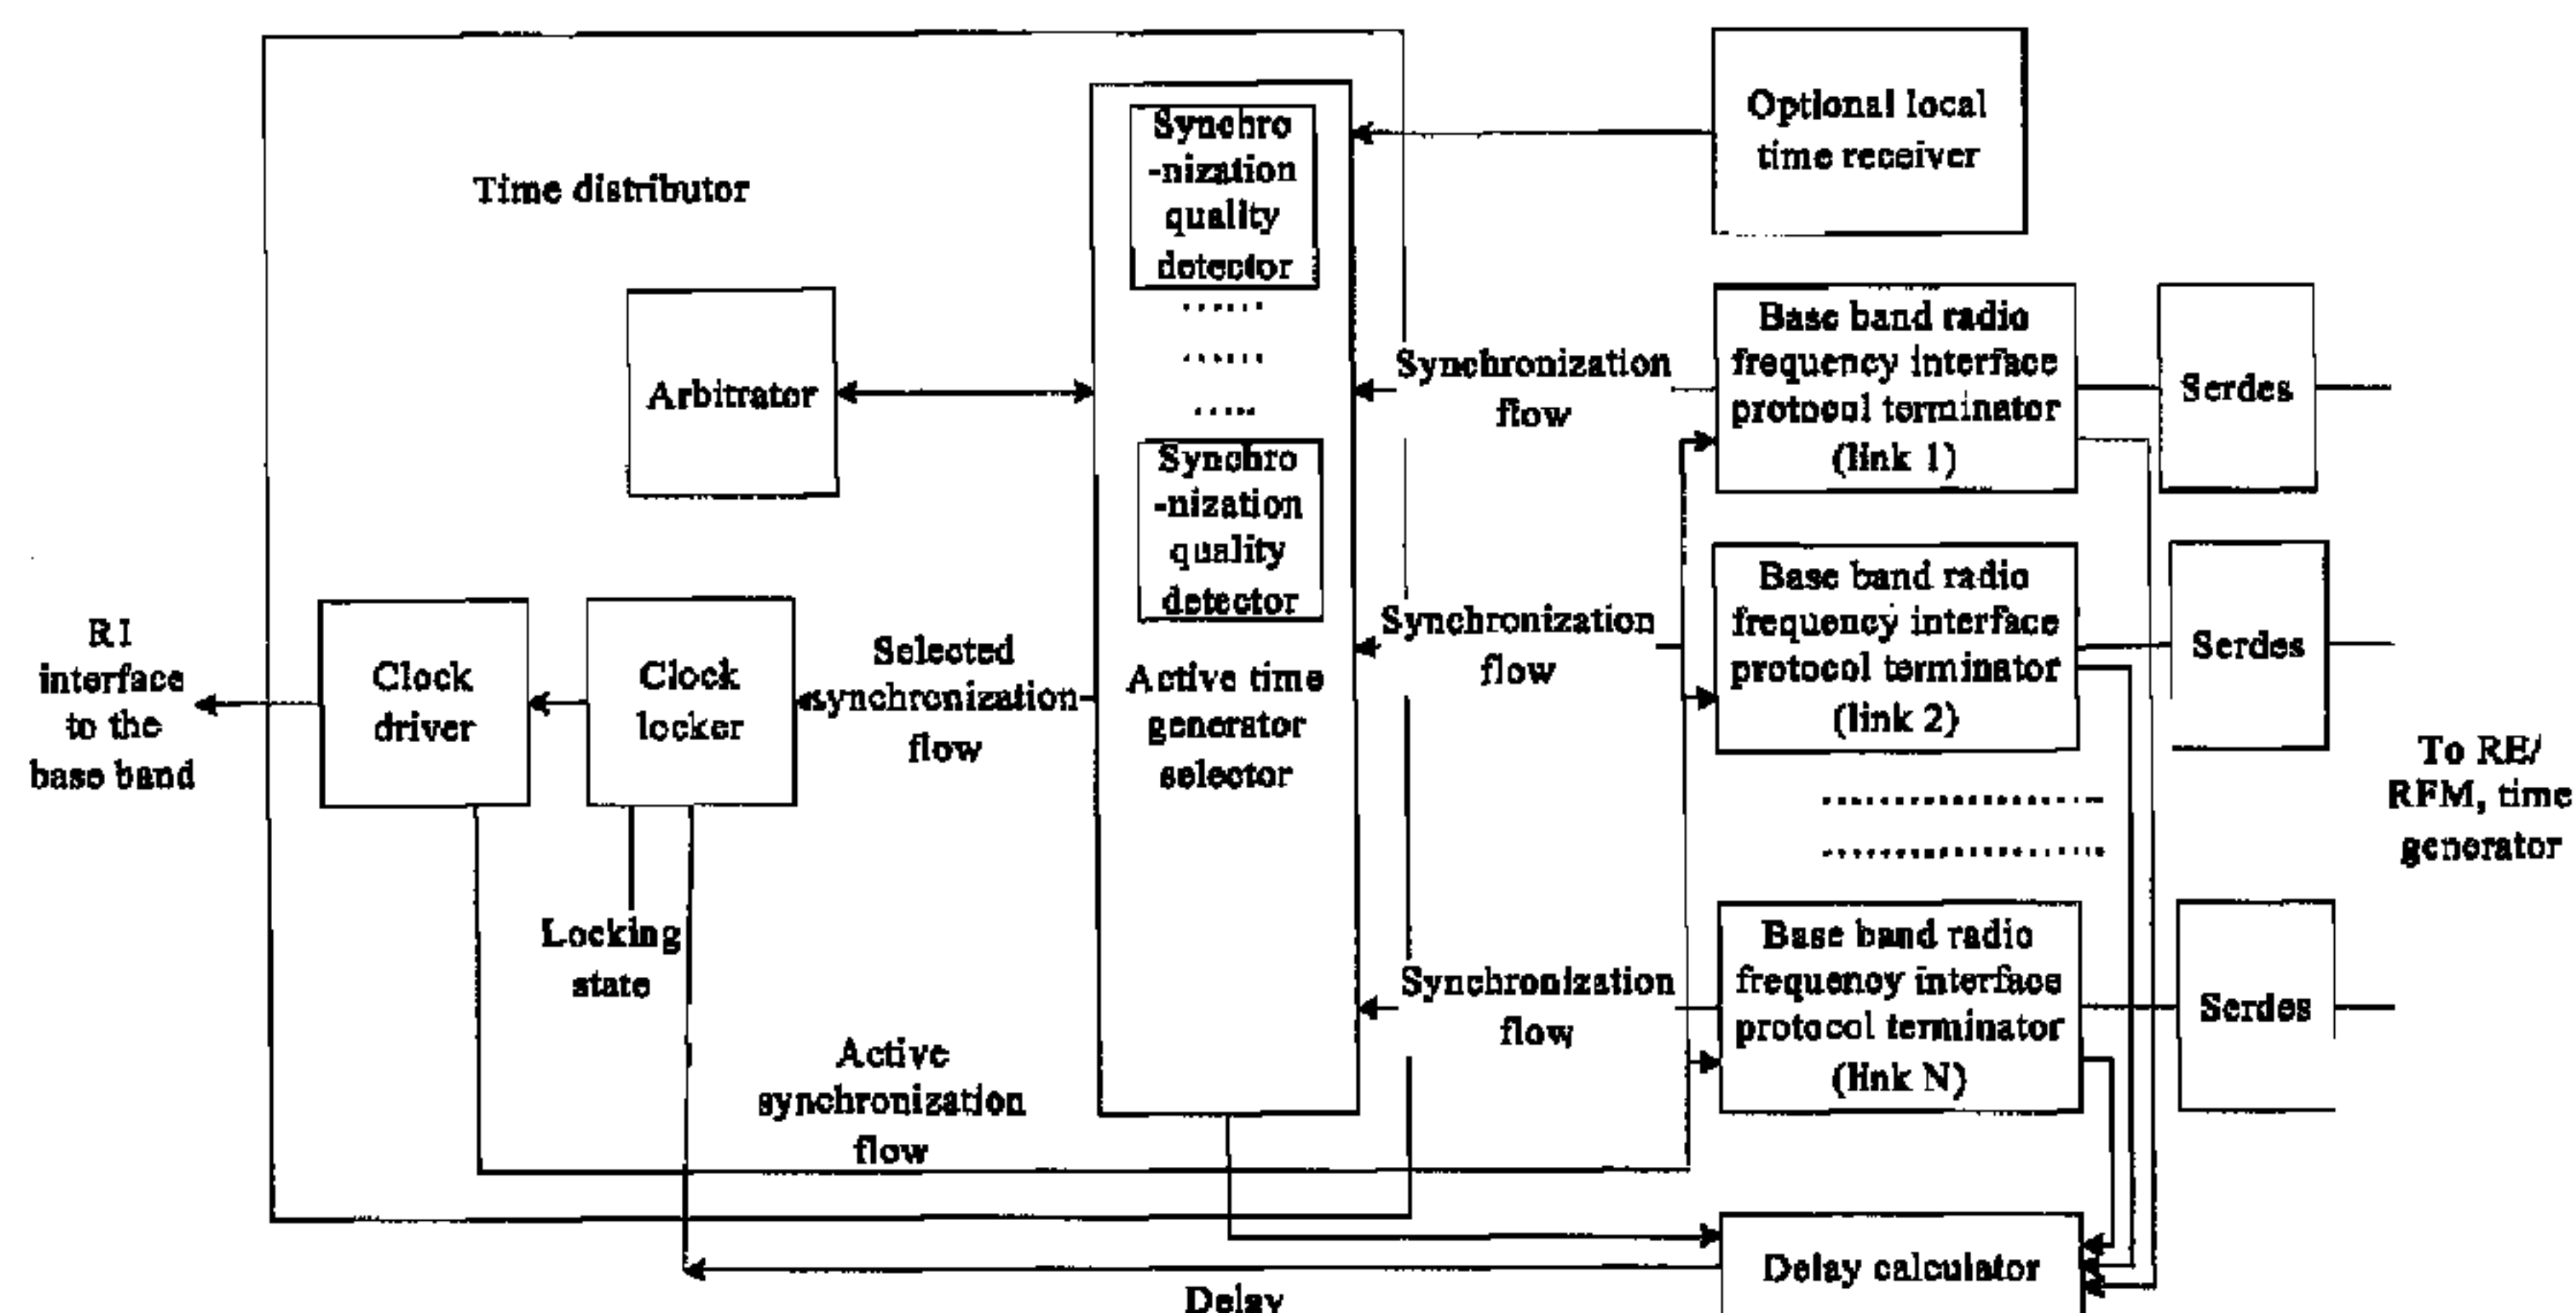 Time distributor
Synchro
-nization
quality
detector
Optional local
time receiver
Arbitrator
Synchro
-nization
quality
detector
Synchronization
flow
Base band radio
frequency interface
protocol terminator
(link 1)
Serdes
R I
interface
to the
base band
Clock
driver
Clock
locker
Selected
synchronization
flow
Active time
generator
selector
Synchronization
flow
Base band radio
frequency interface
protocol terminator
(link 2)
Serdes
To RE/
RFM, time
generator
Locking
state
Synchronization
flow
Base band radio
frequency interface
protocol terminator
(link N)
Serdes
Active
synchronization
flow
Delay calculator
Delay